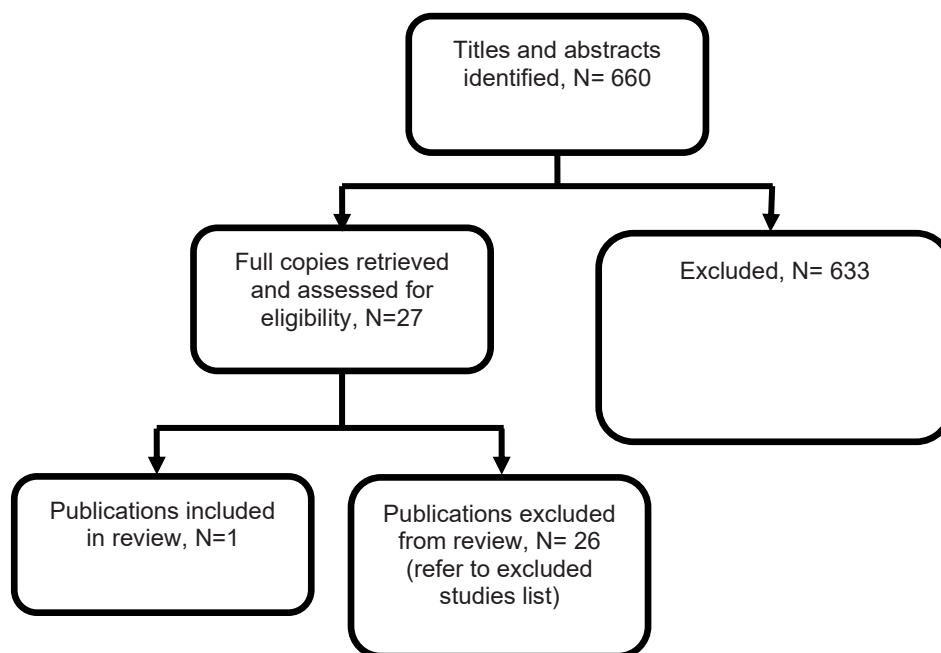 Titles and abstracts
identified, N= 660
Full copies retrieved
and assessed for
eligibility, N=27
Excluded, N= 633
Publications included
in review, N=1
Publications excluded
from review, N= 26
(refer to excluded
studies list)